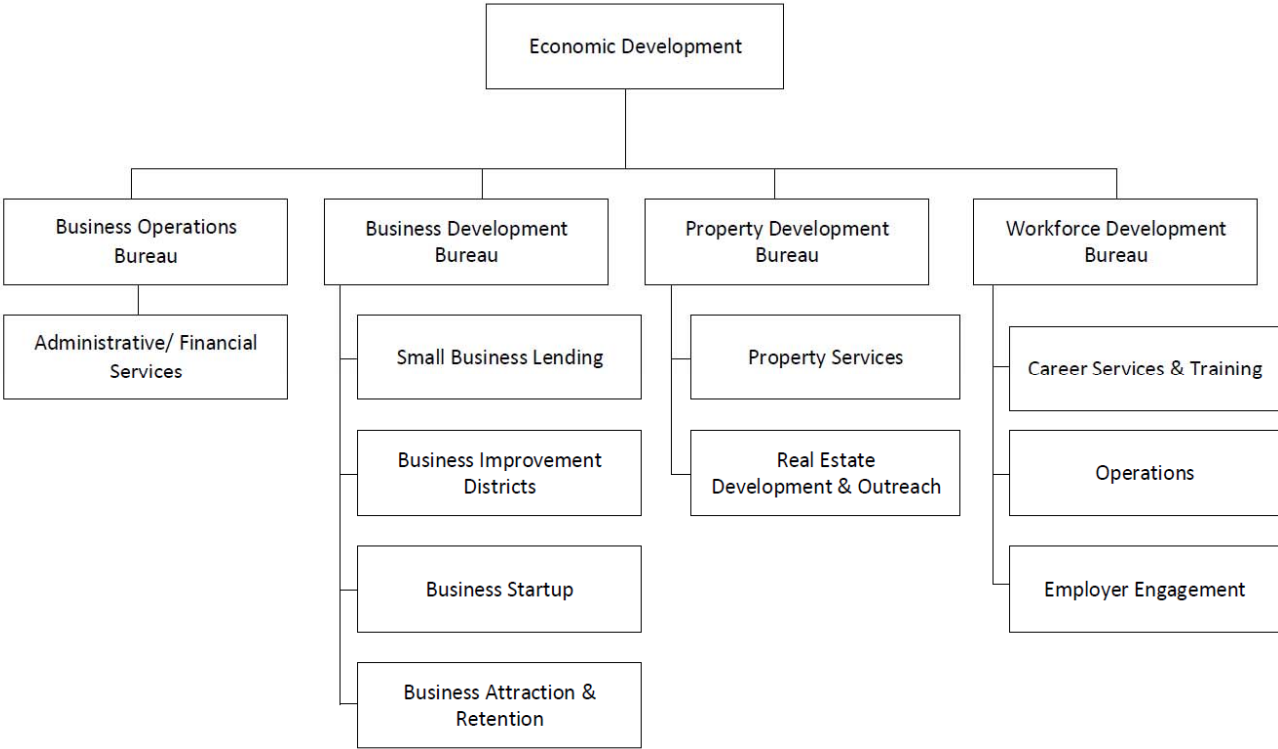 Economic Development
Business Operations
Bureau
Business Development
Bureau
Property Development
Bureau
Workforce Development
Bureau
Administrative/ Financial
Services
Small Business Lending
Property Services
Career Services & Training
Business Improvement
Districts
Real Estate
Development & Outreach
Operations
Business Startup
Employer Engagement
Business Attraction &
Retention